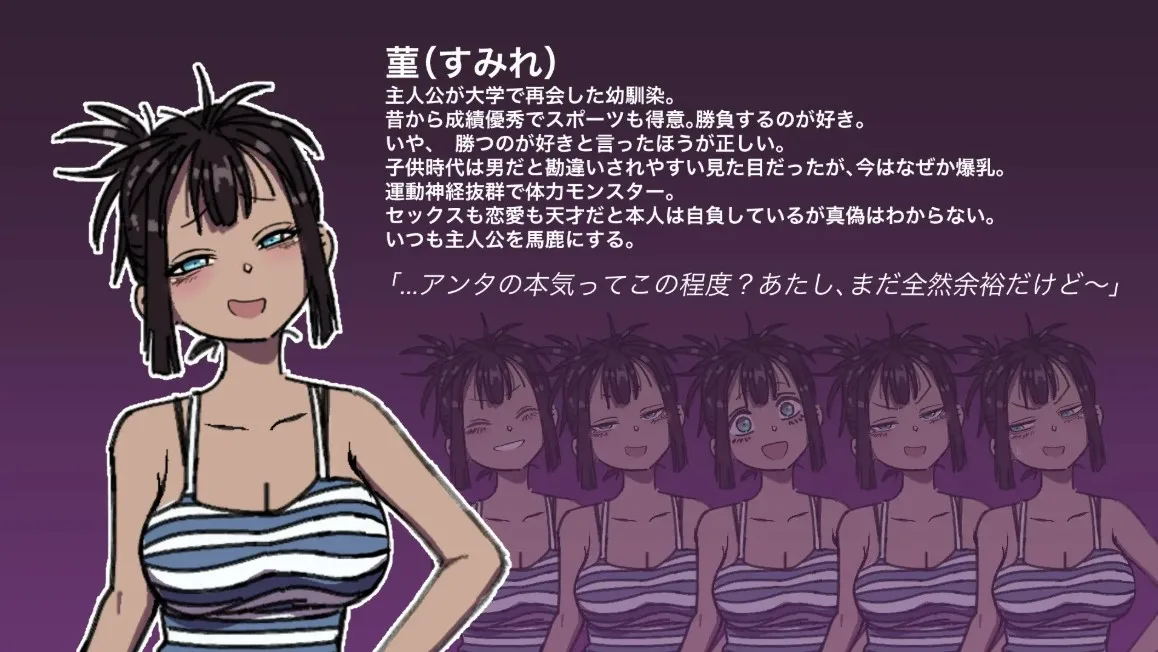 菫(すみれ)
主人公が大学で再会した幼馴染。
昔から成績優秀でスポーツも得意。勝負するのが好き。
いや、 勝つのが好きと言ったほうが正しい。
子供時代は男だと勘違いされやすい見た目だったが、今はなぜか爆乳。
運動神経抜群で体力モンスター。
セックスも恋愛も天才だと本人は自負しているが真偽はわからない。
いつも主人公を馬鹿にする。
「...アンタの本気ってこの程度？あたし、まだ全然余裕だけど〜」